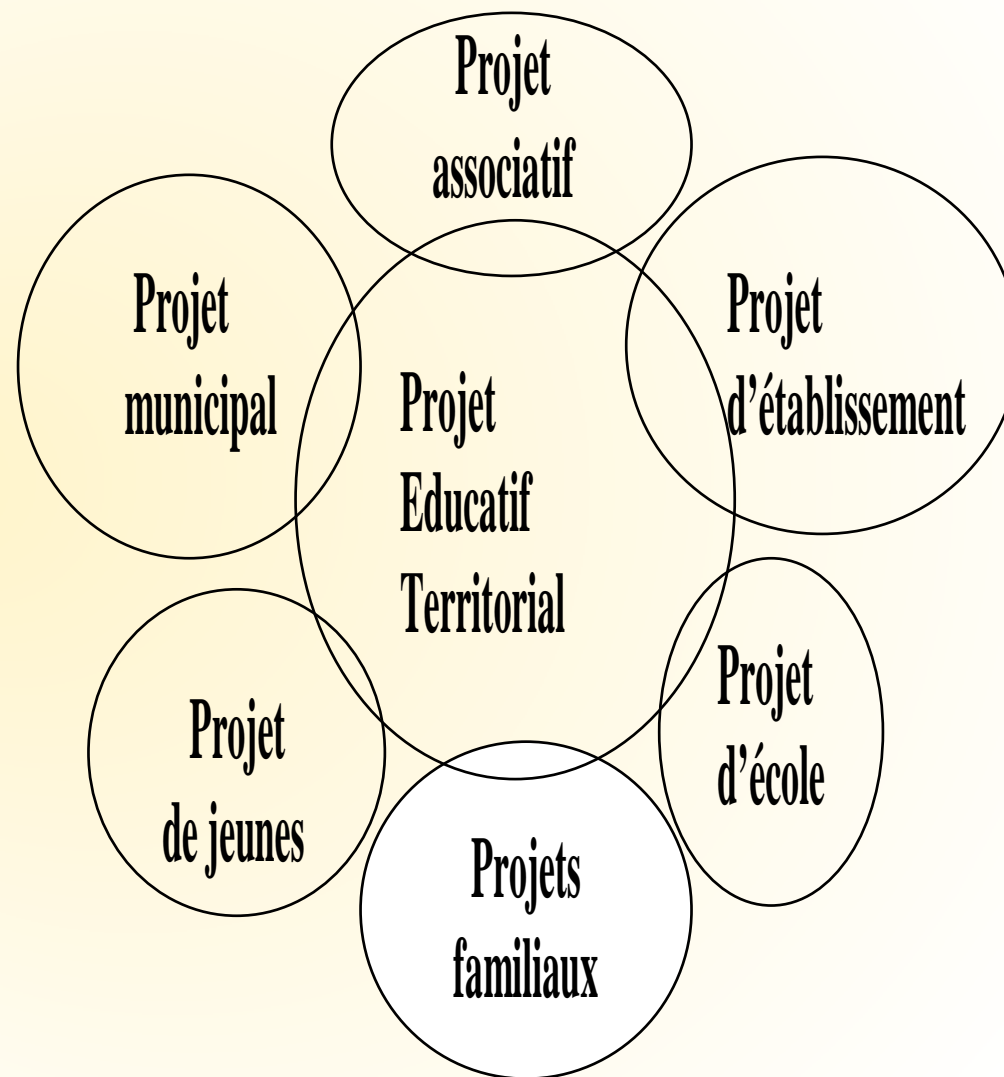 Projet
associatif
Projet
municipal
Projet
d’établissement
Projet
Educatif
Territorial
Projet
de jeunes
Projet
d’école
Projets
familiaux